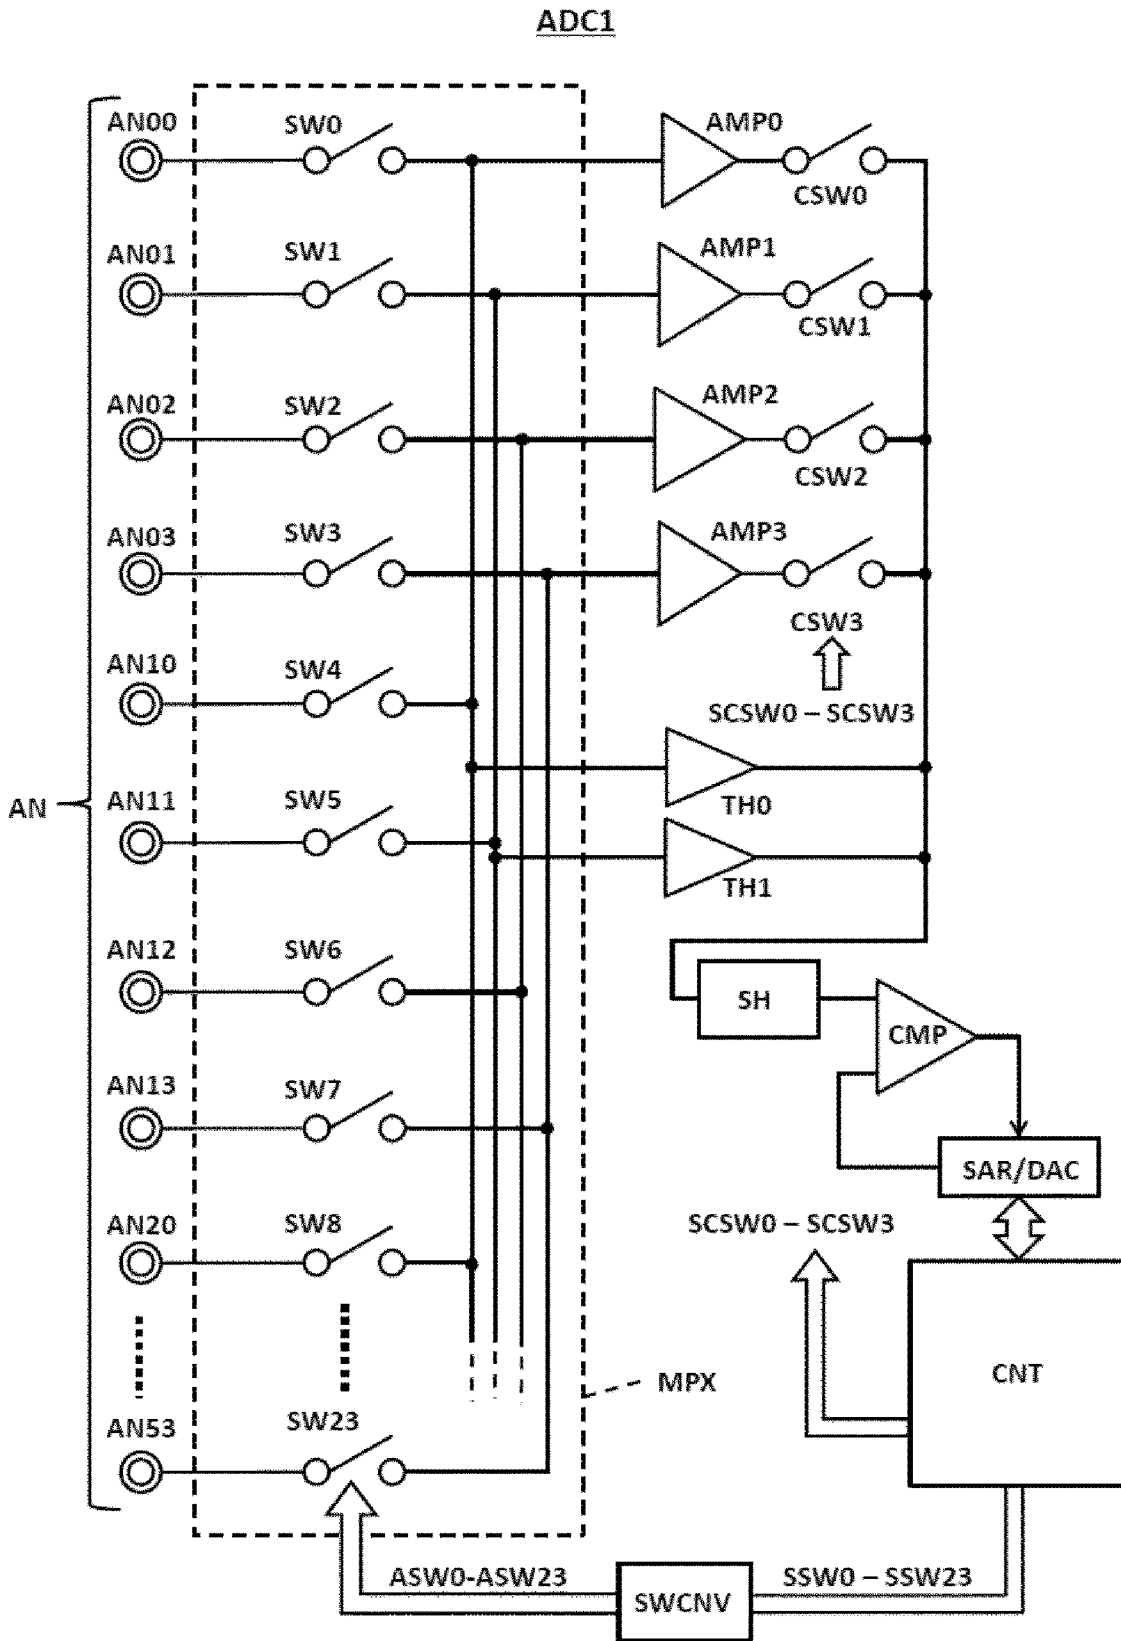 ADC1
AN00
SW0
AMP0
CSW0
AN01
SW1
AMP1
CSW1
AN02
SW2
AMP2
CSW2
AN03
SW3
AMP3
CSW3
AN10
SW4
SCSW0 – SCSW3
TH0
AN
AN11
SW5
TH1
AN12
SW6
SH
CMP
AN13
SW7
SAR/DAC
AN20
SW8
SCSW0 – SCSW3
CNT
MPX
AN53
SW23
ASW0-ASW23
SWCNV
SSW0 – SSW23